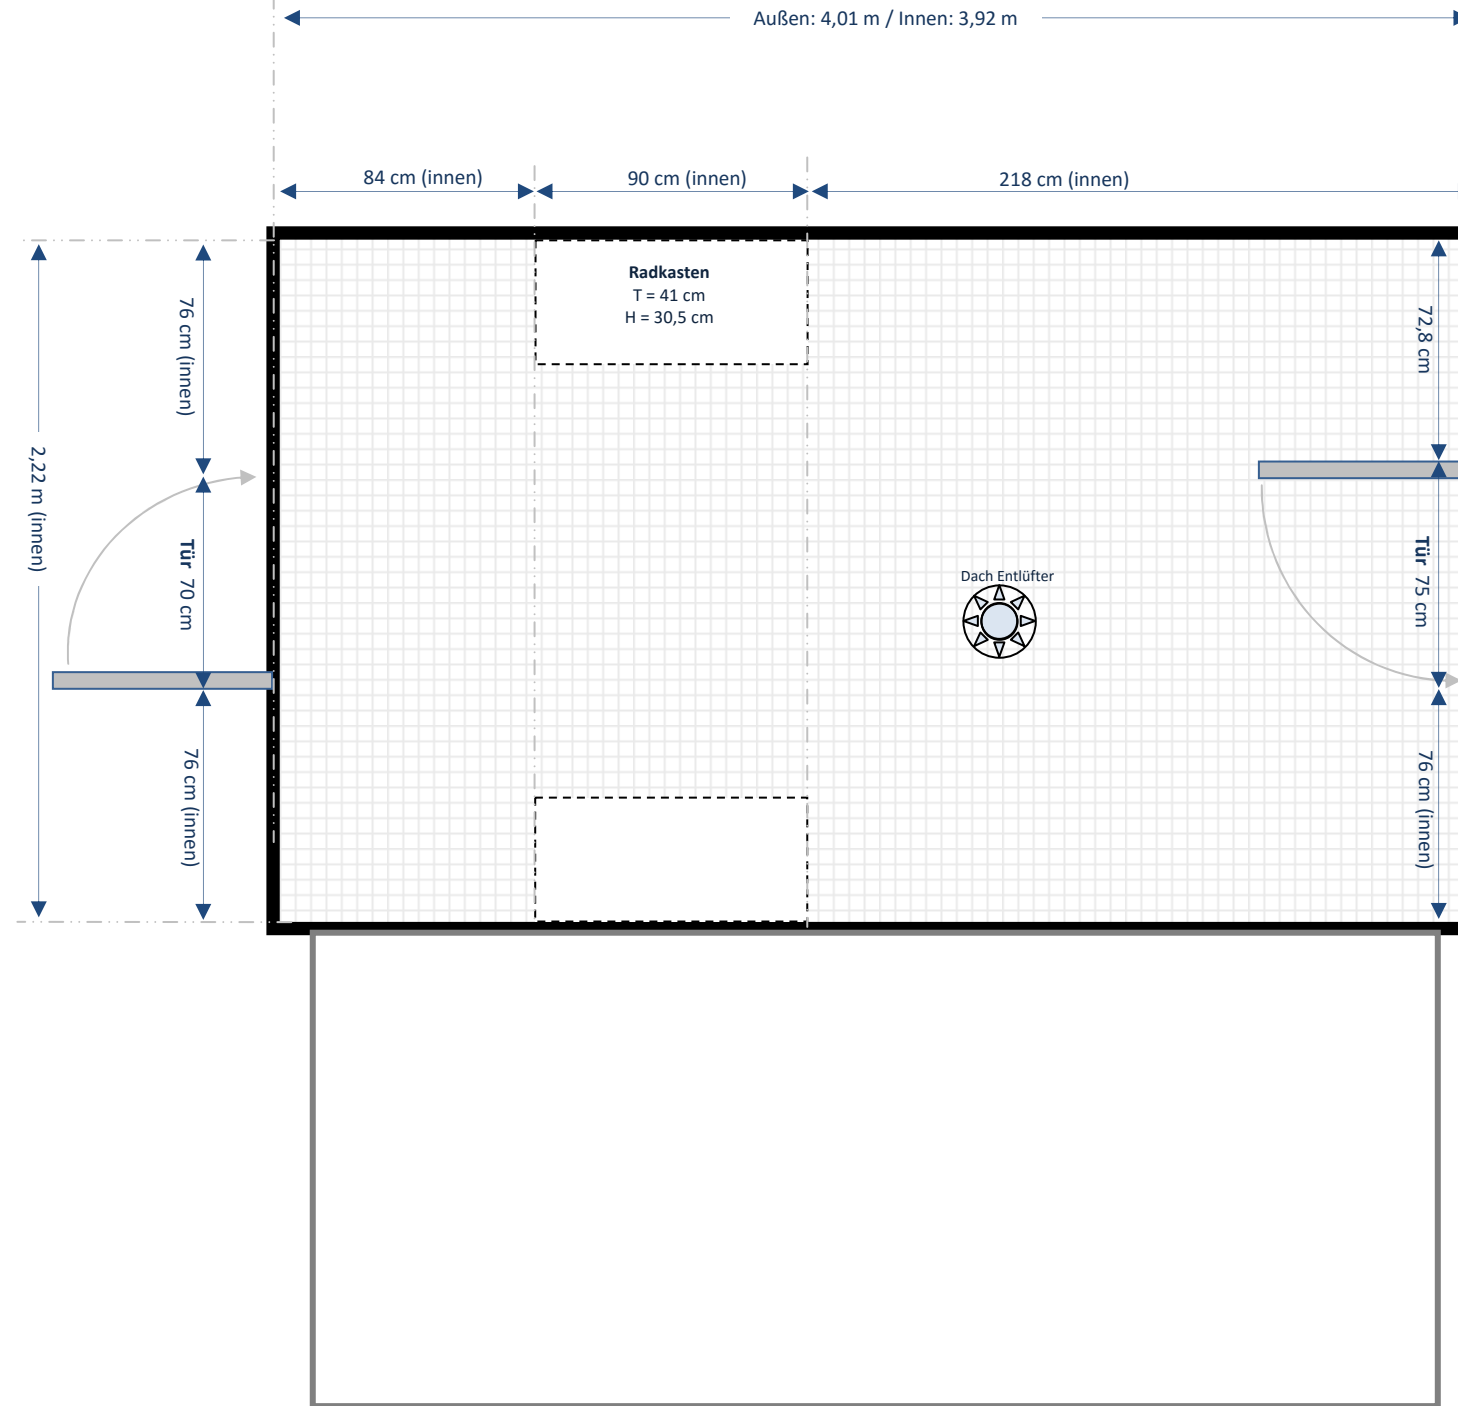 Außen: 4,01 m / Innen: 3,92 m
84 cm (innen)
90 cm (innen)
218 cm (innen)
Radkasten
T = 41 cm
H = 30,5 cm
76 cm (innen)
72,8 cm
2,22 m (innen)
Tür 70 cm
Tür 75 cm
Dach Entlüfter
76 cm (innen)
76 cm (innen)